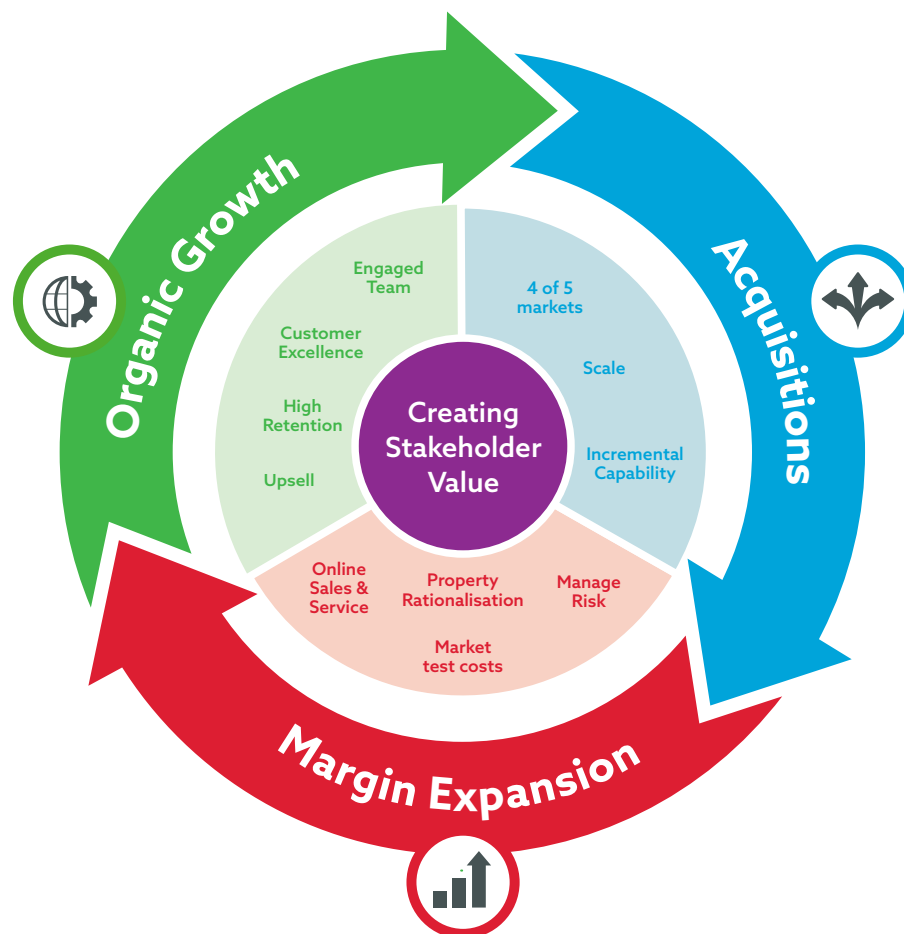 Organic Growth
Engaged
Team
Customer
Excellence
High
Retention
Upsell
Acquisitions
4 of 5
markets
Scale
Incremental
Capability
Creating
Stakeholder
Value
Online
Sales &
Service
Property
Rationalisation
Manage
Risk
Market
test costs
Margin Expansion